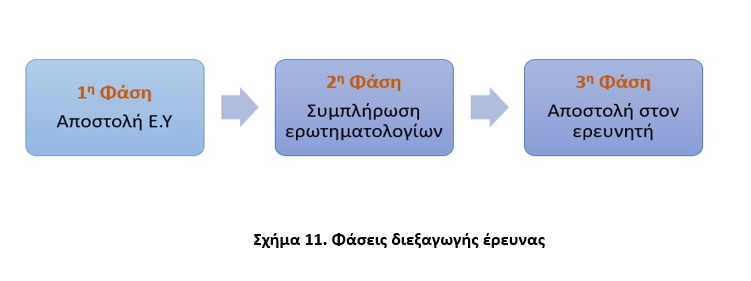 1η Φάση
Αποστολή Ε.Υ
2η Φάση
Συμπλήρωση
ερωτηματολογίων
3η Φάση
Αποστολή στον
ερευνητή
Σχήμα 11. Φάσεις διεξαγωγής έρευνας